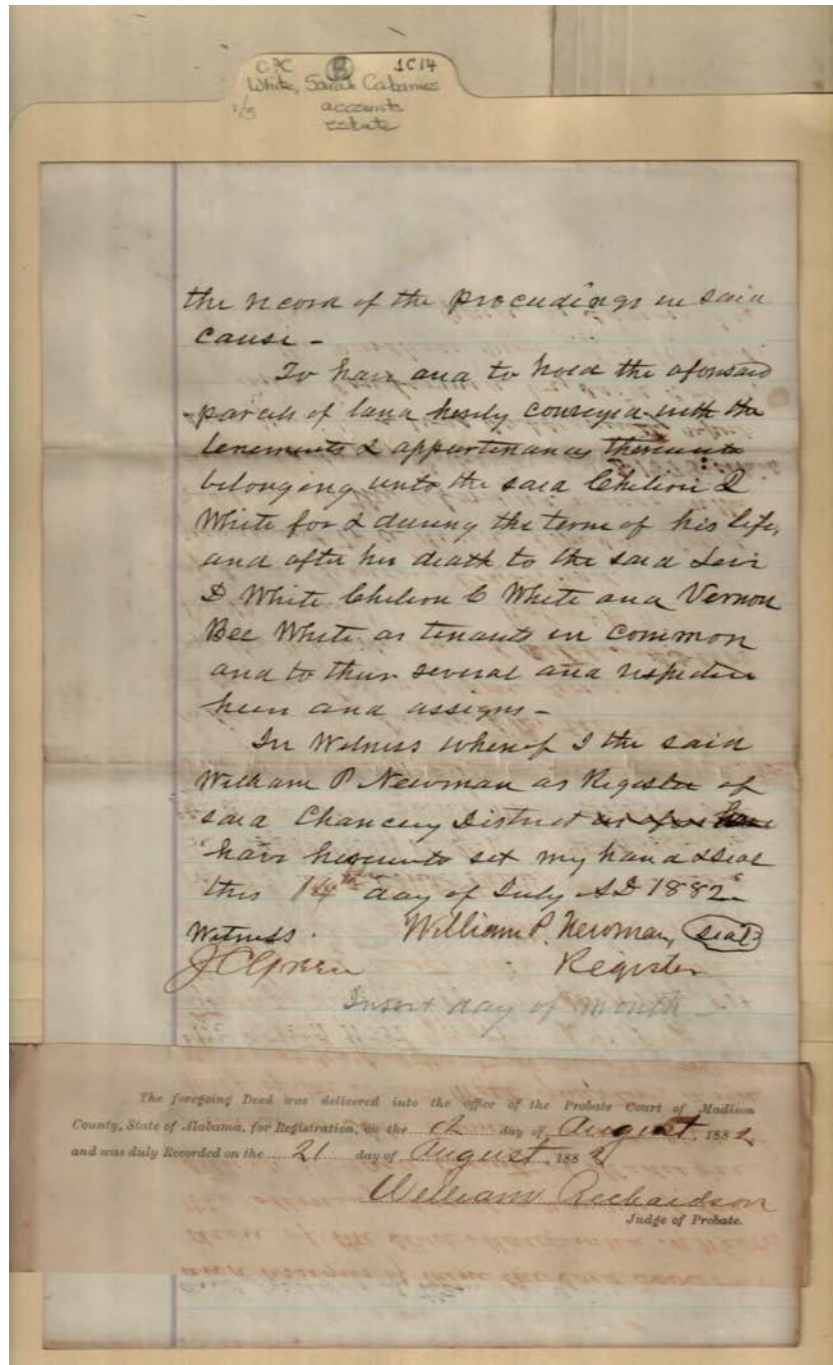 C&C B 1C14
White, Sarah Cabaniss
1/5 accounts
estate
the record of the proceedings in said
cause -
To have and to hold the aforesaid
parcels of land hereby conveyed with the
tenements & appurtenances thereunto
belonging unto the said Chilion
White for & during the term of his life,
and after his death to the said Levi
D White Chilion C White and Vernon
Bee White as tenants in common
and to their several and respective
heirs and assigns -
In Witness whereof I the said
William P Newman as Register of
said Chancery District
have hereunto set my hand & seal
this 14th day of July AD 1882
Witness. William P. Newman, (seal)
J C Green Register
Insert day of month -
The foregoing Deed was delivered into the office of the Probate Court of Madison
County, State of Alabama, for Registration, on the 12 day of August, 1882
and was duly Recorded on the 21 day of August, 1882
William Richardson
Judge of Probate.